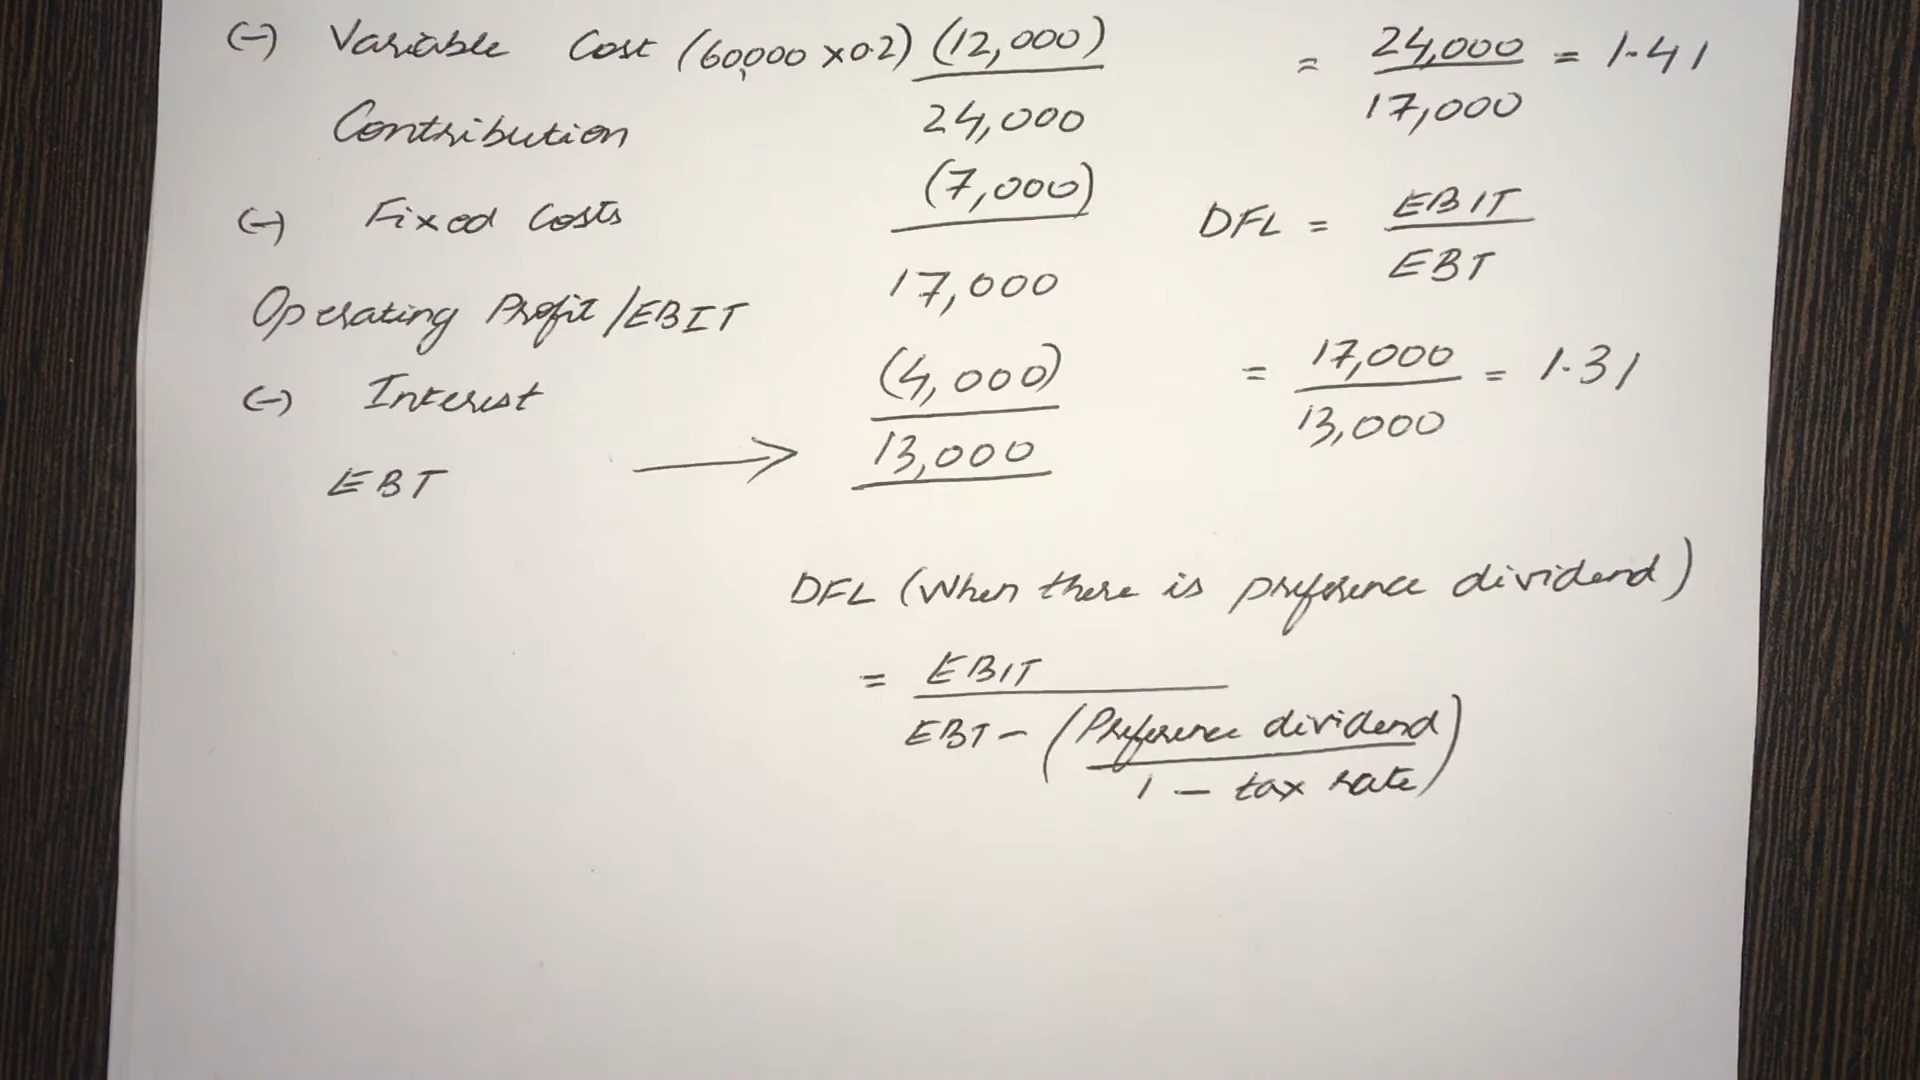 (-) Variable Cost (60,000 x 0.2) (12,000)
Contribution 24,000
(-) Fixed Costs (7,000)
Operating Profit/EBIT 17,000
(-) Interest (4,000)
EBT → 13,000
= 24,000 / 17,000 = 1.41
DFL = EBIT / EBT
= 17,000 / 13,000 = 1.31
DFL (When there is preference dividend)
= EBIT
EBT - (Preference dividend
1 - tax rate)